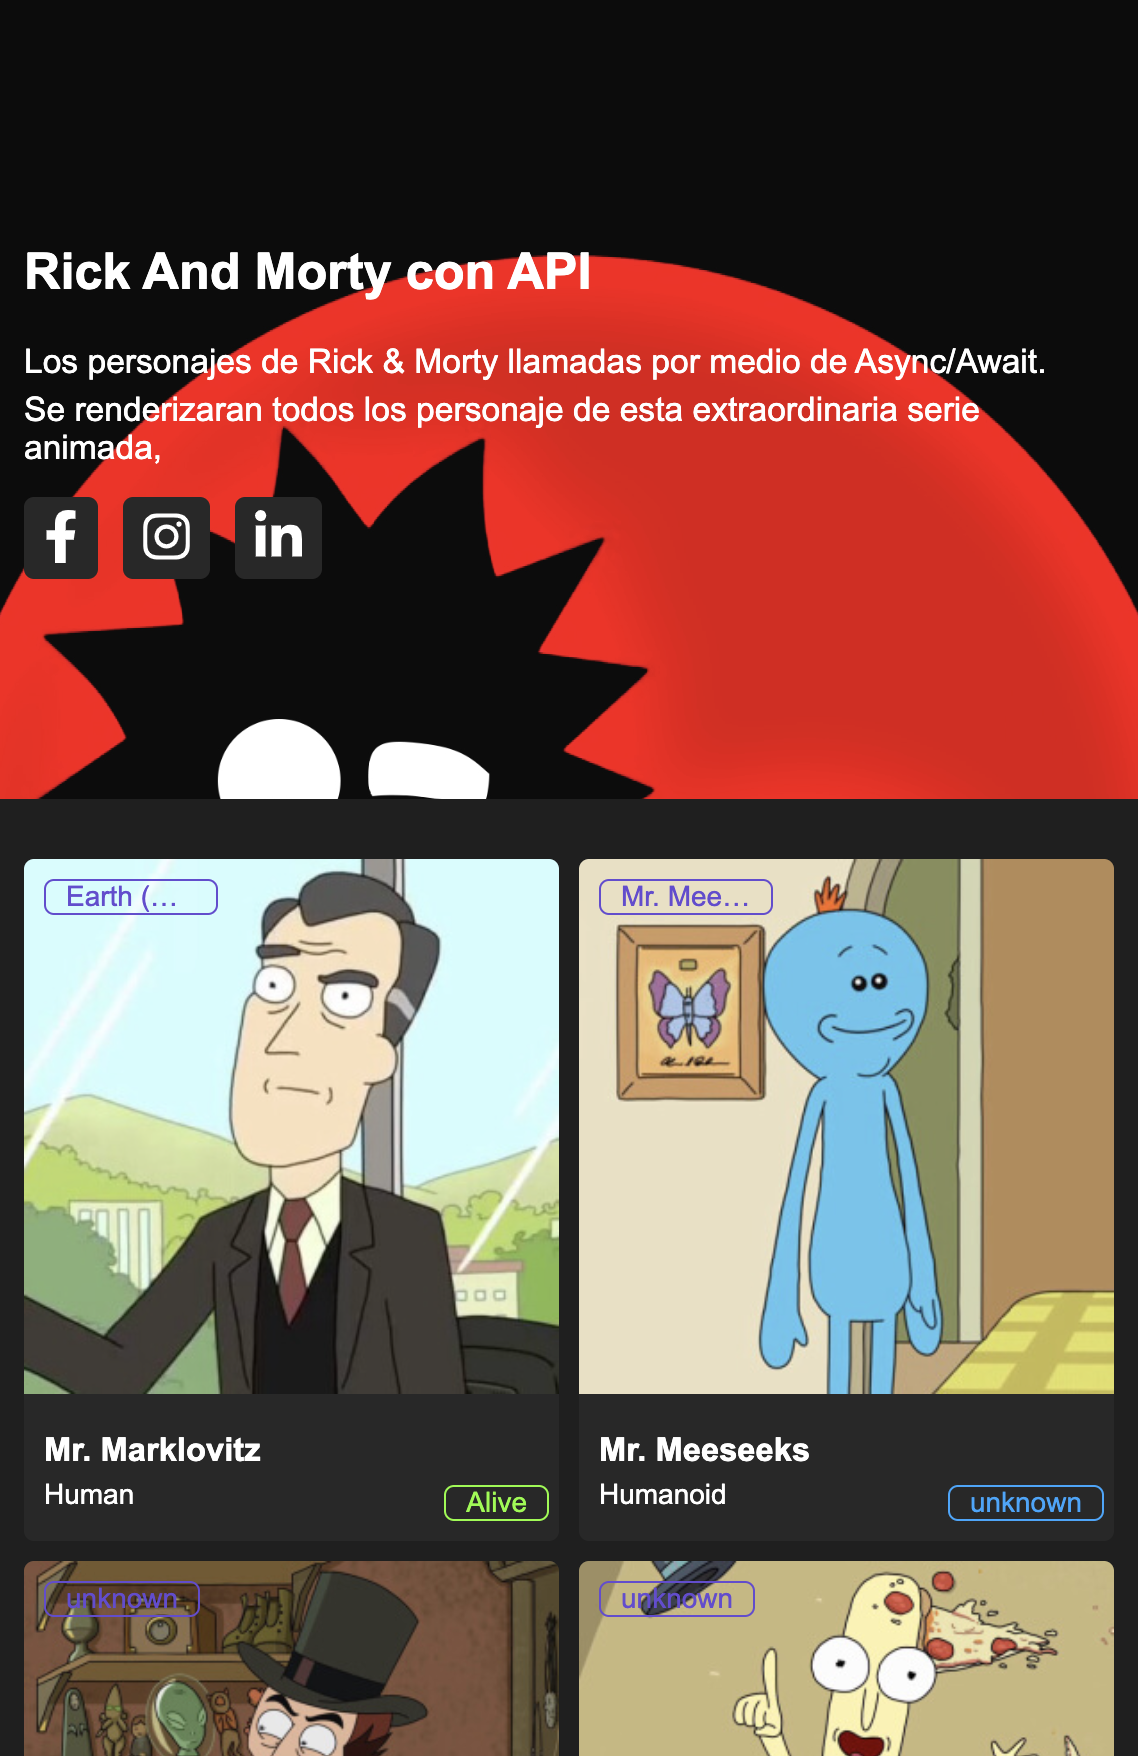 Rick And Morty con API
Los personajes de Rick & Morty llamadas por medio de Async/Await.
Se renderizaran todos los personaje de esta extraordinaria serie
animada,
Earth (…
Mr. Mee…
Mr. Marklovitz
Human
Alive
Mr. Meeseeks
Humanoid
unknown
unknown
unknown